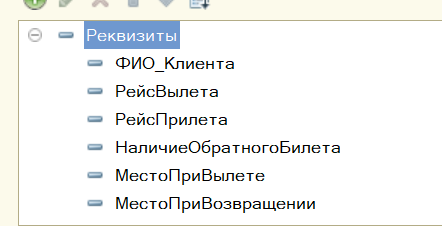 Реквизиты
ФИО_Клиента
РейсВылета
РейсПрилета
НаличиеОбратногоБилета
МестоПриВылете
МестоПриВозвращении